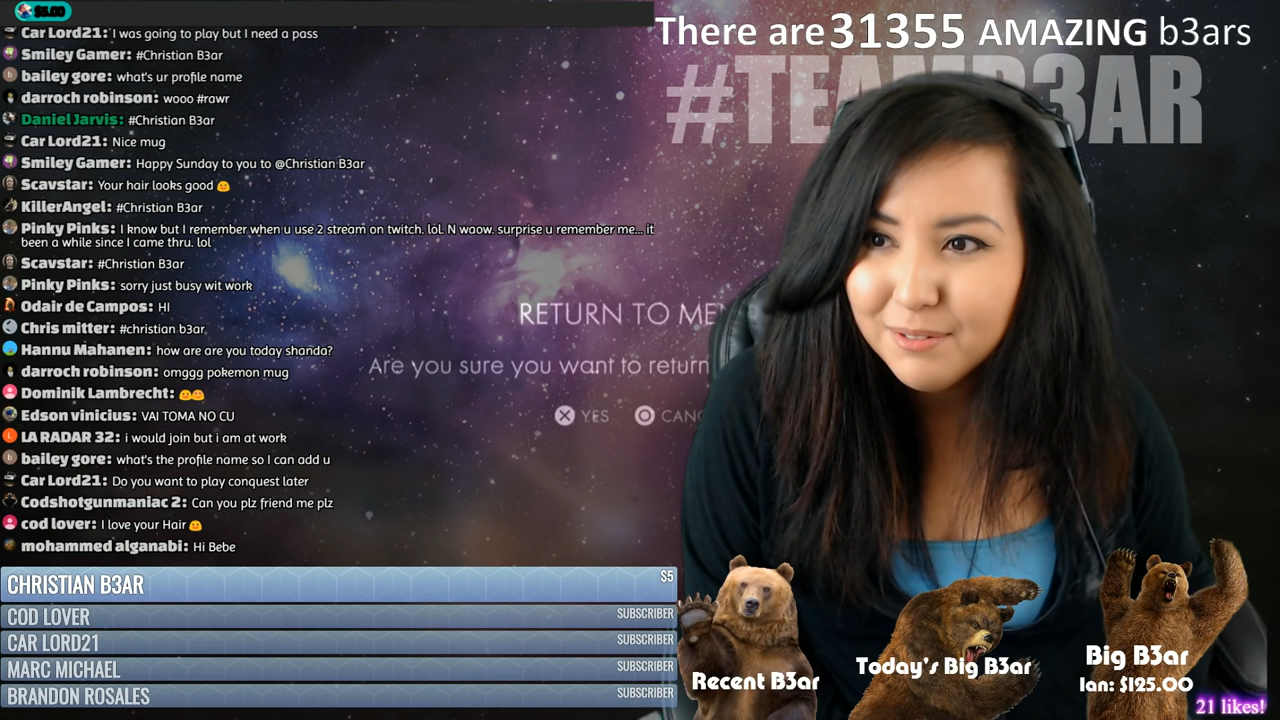 $5.00
There are 31355 AMAZING b3ars
#TEAMB3AR
Car Lord21: I was going to play but I need a pass
Smiley Gamer: #Christian B3ar
bailey gore: what's ur profile name
darroch robinson: wooo #rawr
Daniel Jarvis: #Christian B3ar
Car Lord21: Nice mug
Smiley Gamer: Happy Sunday to you to @Christian B3ar
Scavstar: Your hair looks good
KillerAngel: #Christian B3ar
Pinky Pinks: I know but I remember when u use 2 stream on twitch. lol. N waow. surprise u remember me... it
been a while since I came thru. lol
Scavstar: #Christian B3ar
Pinky Pinks: sorry just busy wit work
Odair de Campos: HI
Chris mitter: #christian b3ar
Hannu Mahanen: how are are you today shanda?
darroch robinson: omggg pokemon mug
Dominik Lambrecht:
Edson vinicius: VAI TOMA NO CU
LA RADAR 32: i would join but i am at work
bailey gore: what's the profile name so I can add u
Car Lord21: Do you want to play conquest later
Codshotgunmaniac 2: Can you plz friend me plz
cod lover: I love your Hair
mohammed alganabi: Hi Bebe
RETURN TO ME
Are you sure you want to return
YES CANC
CHRISTIAN B3AR $5
COD LOVER SUBSCRIBER
CAR LORD21 SUBSCRIBER
MARC MICHAEL SUBSCRIBER
BRANDON ROSALES SUBSCRIBER
Recent B3ar
Today's Big B3ar
Big B3ar
Ian: $125.00
21 likes!